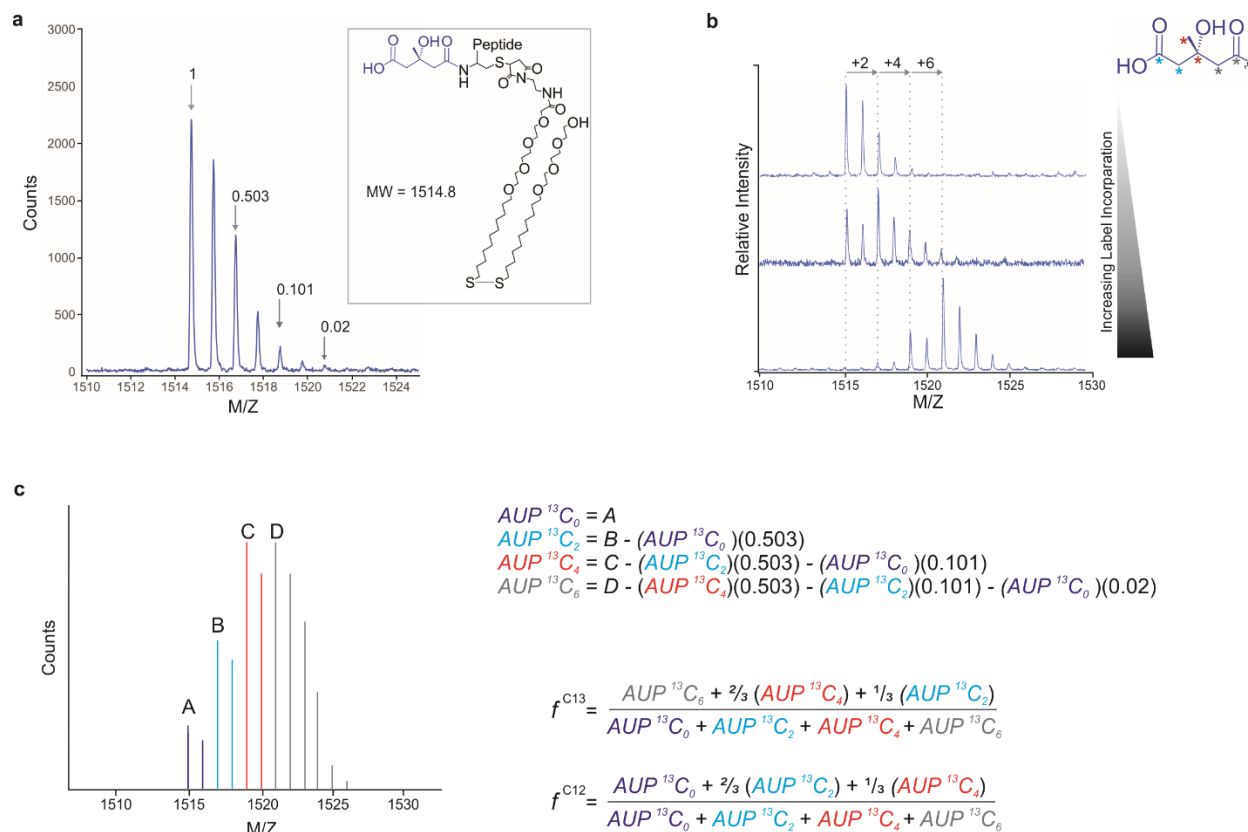 a
3000
2500
2000
1500
1000
500
0
Counts
1
0.503
0.101
0.02
1510
1512
1514
1516
1518
1520
1522
1524
M/Z
O
OH
O
HO
N
H
Peptide
S
O
N
O
NH
O
O
O
O
O
O
OH
O
O
O
S
S
MW = 1514.8
b
+2
+4
+6
Relative Intensity
1510
1515
1520
1525
1530
M/Z
O
OH
O
HO
*
*
*
*
*
*
Increasing Label Incorparation
c
Counts
A
B
C
D
1510
1515
1520
1525
1530
M/Z
AUP ¹³C₀ = A
AUP ¹³C₂ = B - (AUP ¹³C₀ )(0.503)
AUP ¹³C₄ = C - (AUP ¹³C₂)(0.503) - (AUP ¹³C₀ )(0.101)
AUP ¹³C₆ = D - (AUP ¹³C₄)(0.503) - (AUP ¹³C₂)(0.101) - (AUP ¹³C₀ )(0.02)
f C13 =
AUP ¹³C₆ + ⅔ (AUP ¹³C₄) + ⅓ (AUP ¹³C₂)
AUP ¹³C₀ + AUP ¹³C₂ + AUP ¹³C₄ + AUP ¹³C₆
f C12 =
AUP ¹³C₀ + ⅔ (AUP ¹³C₂) + ⅓ (AUP ¹³C₄)
AUP ¹³C₀ + AUP ¹³C₂ + AUP ¹³C₄ + AUP ¹³C₆